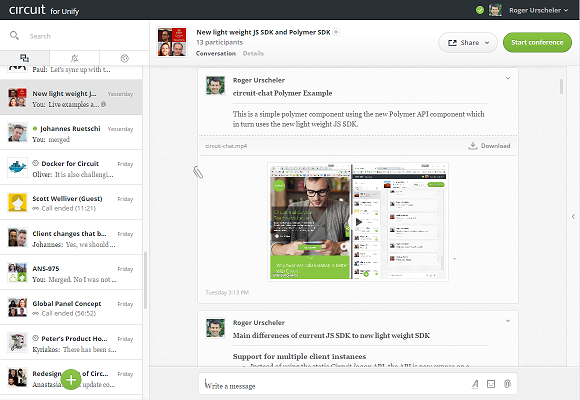 circuit for Unify
Roger Urscheler
Search
Paul: Let's sync up with t...
New light weight J... Yesterday
You: Live examples a...
Johannes Ruetschi Yesterday
You: merged
Docker for Circuit Friday
Oliver: It is also challengi...
Scott Welliver (Guest) Friday
Call ended (11:21)
Client changes that b... Friday
Johannes: Yes, we should ...
ANS-975 Friday
You: Merged. No I was not ...
Global Panel Concept Friday
Call ended (56:52)
Peter's Product Ho... Friday
Kyriakos: There has been s...
Redesign of Circ... Friday
Anastasia: update co...
New light weight JS SDK and Polymer SDK
13 participants
Conversation Details
Share
Start conference
Roger Urscheler
circuit-chat Polymer Example
This is a simple polymer component using the new Polymer API component which
in turn uses the new light weight JS SDK.
circuit-chat.mp4 Download
Tuesday 3:13 PM
Roger Urscheler
Main differences of current JS SDK to new light weight SDK
Support for multiple client instances
Write a message